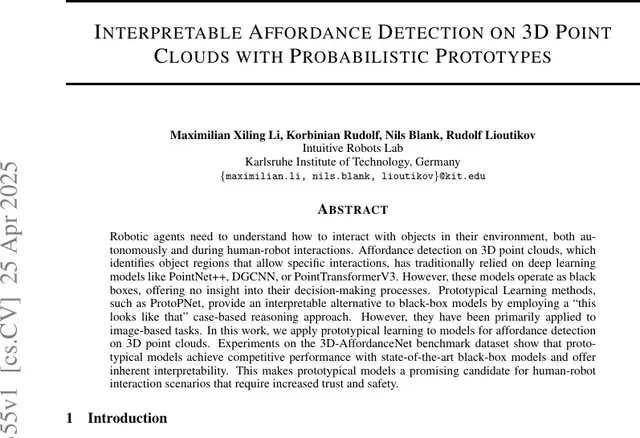 INTERPRETABLE AFFORDANCE DETECTION ON 3D POINT
CLOUDS WITH PROBABILISTIC PROTOTYPES
Maximilian Xiling Li, Korbinian Rudolf, Nils Blank, Rudolf Lioutikov
Intuitive Robots Lab
Karlsruhe Institute of Technology, Germany
{maximilian.li, nils.blank, lioutikov}@kit.edu
ABSTRACT
Robotic agents need to understand how to interact with objects in their environment, both au-
tonomously and during human-robot interactions. Affordance detection on 3D point clouds, which
identifies object regions that allow specific interactions, has traditionally relied on deep learning
models like PointNet++, DGCNN, or PointTransformerV3. However, these models operate as black
boxes, offering no insight into their decision-making processes. Prototypical Learning methods,
such as ProtoPNet, provide an interpretable alternative to black-box models by employing a “this
looks like that” case-based reasoning approach. However, they have been primarily applied to
image-based tasks. In this work, we apply prototypical learning to models for affordance detection
on 3D point clouds. Experiments on the 3D-AffordanceNet benchmark dataset show that proto-
typical models achieve competitive performance with state-of-the-art black-box models and offer
inherent interpretability. This makes prototypical models a promising candidate for human-robot
interaction scenarios that require increased trust and safety.
1 Introduction
55v1 [cs.CV] 25 Apr 2025